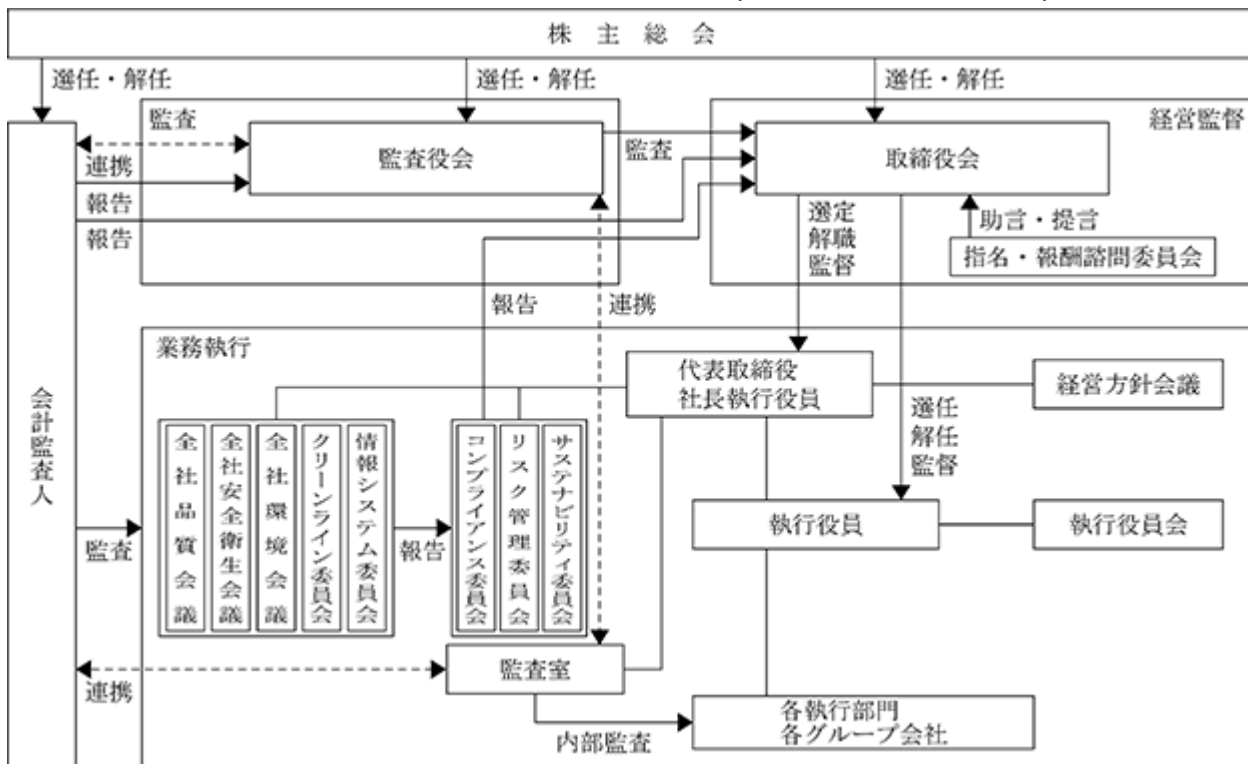 株主総会
選任・解任
選任・解任
選任・解任
監査
経営監督
監査役会
監査
取締役会
連携
報告
報告
選定
解職
監督
助言・提言
指名・報酬諮問委員会
報告
連携
業務執行
代表取締役
社長執行役員
経営方針会議
会計監査人
選任
解任
監督
全社品質会議
全社安全衛生会議
全社環境会議
クリーンライン委員会
情報システム委員会
コンプライアンス委員会
リスク管理委員会
サステナビリティ委員会
執行役員
執行役員会
監査
報告
監査室
連携
内部監査
各執行部門
各グループ会社